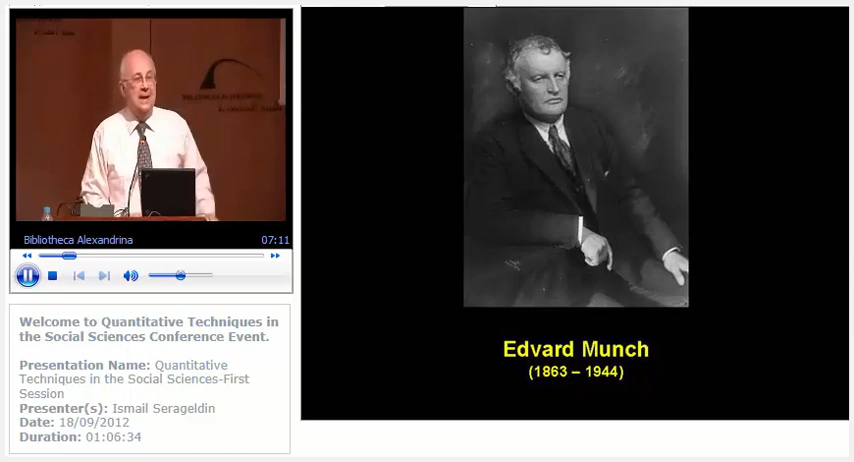 Bibliotheca Alexandrina 07:11
Welcome to Quantitative Techniques in
the Social Sciences Conference Event.
Presentation Name: Quantitative
Techniques in the Social Sciences-First
Session
Presenter(s): Ismail Serageldin
Date: 18/09/2012
Duration: 01:06:34
Edvard Munch
(1863 – 1944)